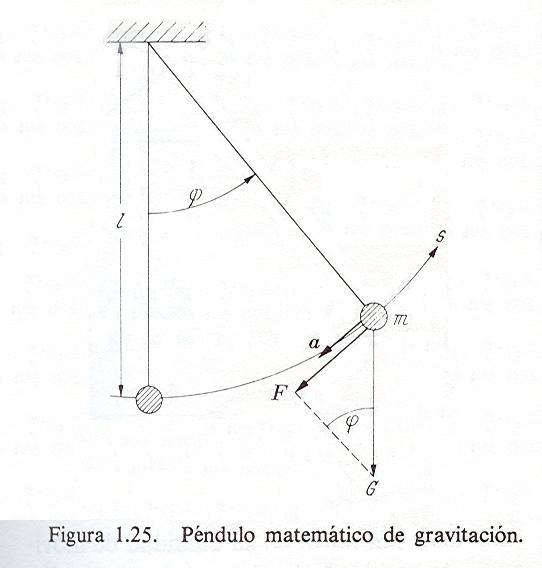 φ
l
s
m
a
F
φ
G
Figura 1.25. Péndulo matemático de gravitación.